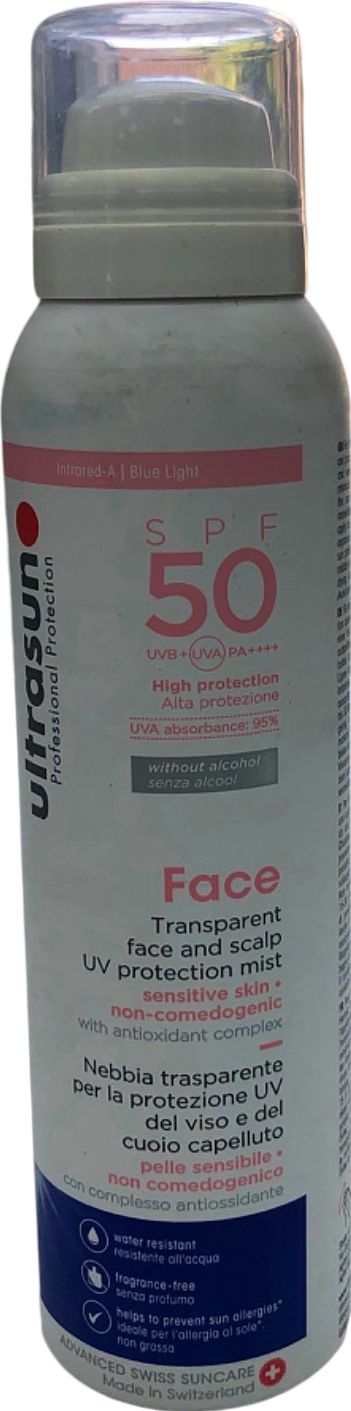 Infrared-A | Blue Light
ultrasun
Professional Protection
SPF
50
UVB+UVA PA++++
High protection
Alta protezione
UVA absorbance: 95%
without alcohol
senza alcool
Face
Transparent
face and scalp
UV protection mist
sensitive skin •
non-comedogenic
with antioxidant complex
Nebbia trasparente
per la protezione UV
del viso e del
cuoio capelluto
pelle sensibile •
non comedogenico
con complesso antiossidante
water resistant
resistente all'acqua
fragrance-free
senza profumo
helps to prevent sun allergies*
ideale per l'allergia al sole*.
non grassa
ADVANCED SWISS SUNCARE
Made in Switzerland